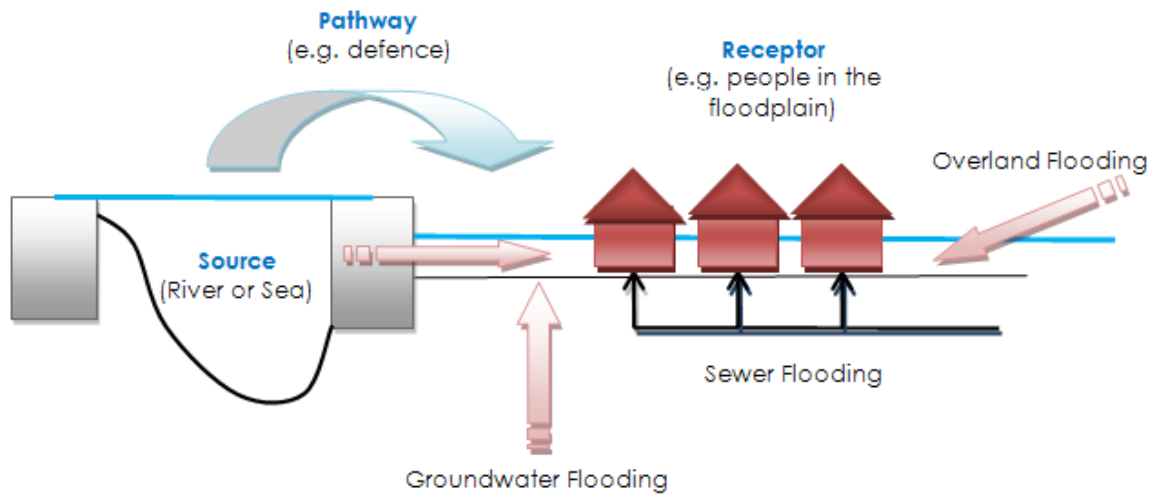 Pathway
(e.g. defence)
Receptor
(e.g. people in the
floodplain)
Overland Flooding
Source
(River or Sea)
Sewer Flooding
Groundwater Flooding